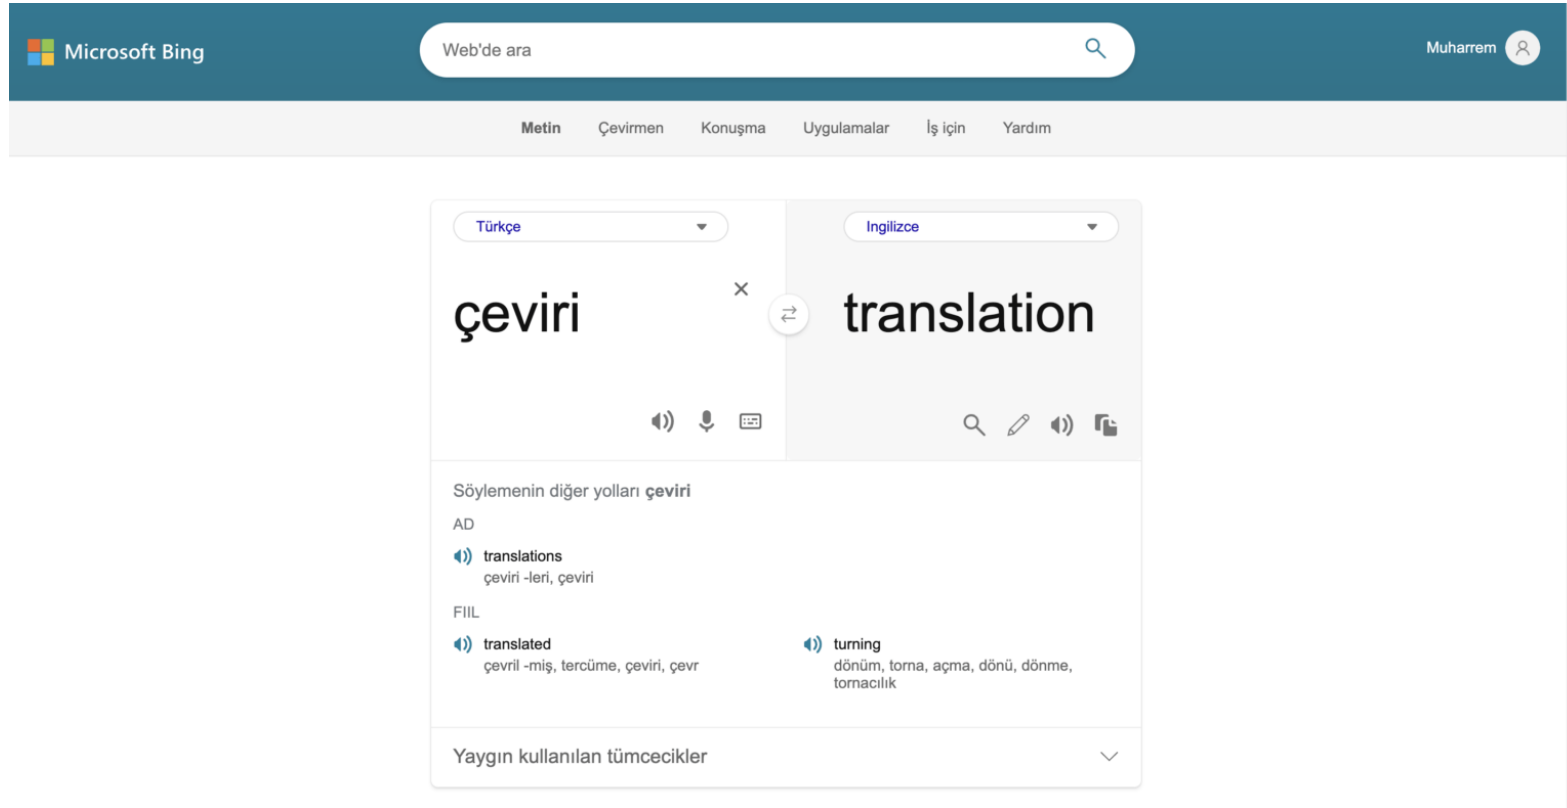 Microsoft Bing
Web'de ara
Muharrem
Metin Çevirmen Konuşma Uygulamalar İş için Yardım
Türkçe
Ingilizce
çeviri
translation
Söylemenin diğer yolları çeviri
AD
translations
çeviri -leri, çeviri
FIIL
translated
çevril -miş, tercüme, çeviri, çevr
turning
dönüm, torna, açma, dönü, dönme,
tornacılık
Yaygın kullanılan tümcecikler